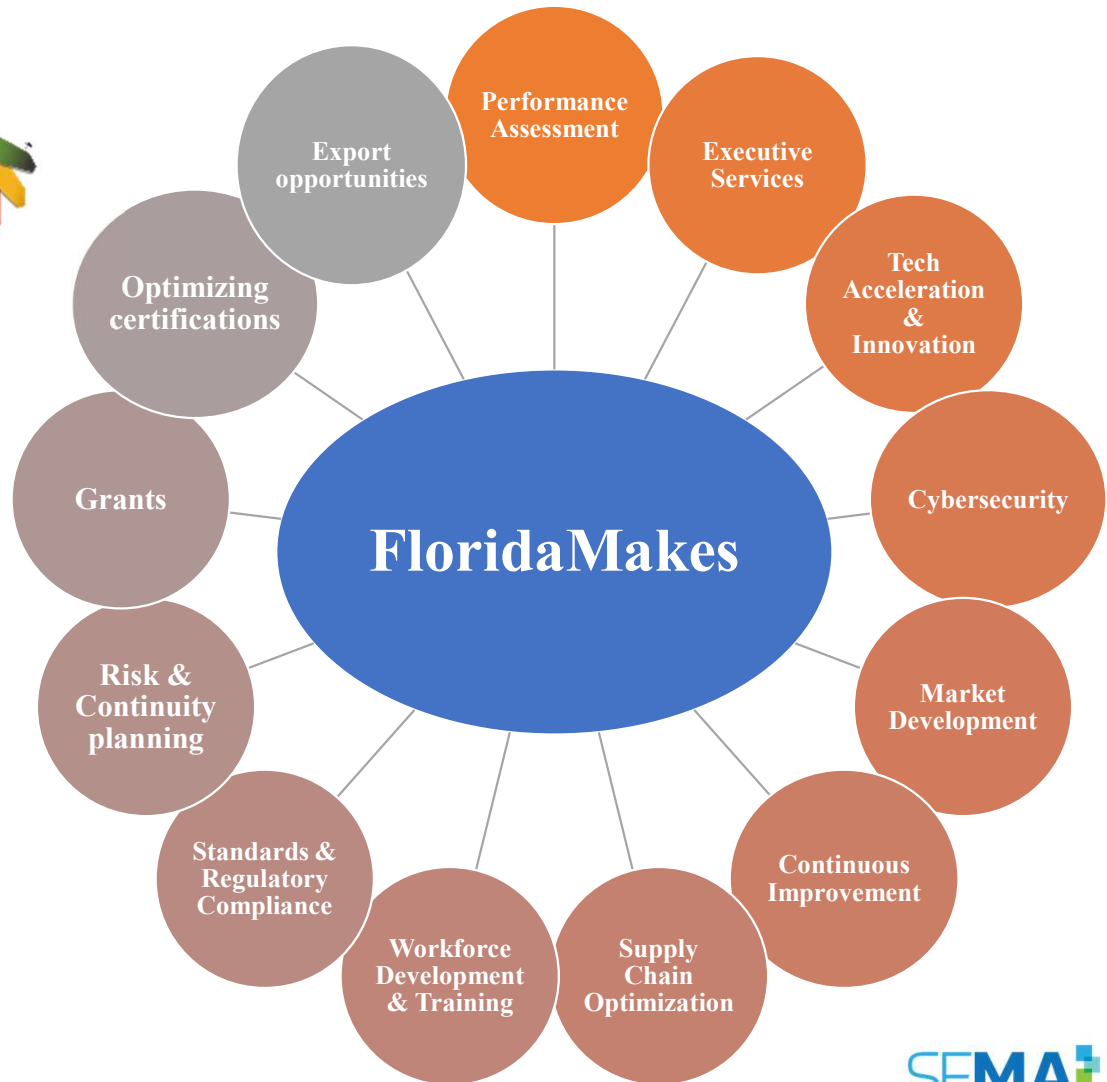 Performance
Assessment
Executive
Services
Tech
Acceleration
&
Innovation
Cybersecurity
Market
Development
Continuous
Improvement
Supply
Chain
Optimization
Workforce
Development
& Training
Standards &
Regulatory
Compliance
Risk &
Continuity
planning
Grants
Optimizing
certifications
Export
opportunities
FloridaMakes
SEMA